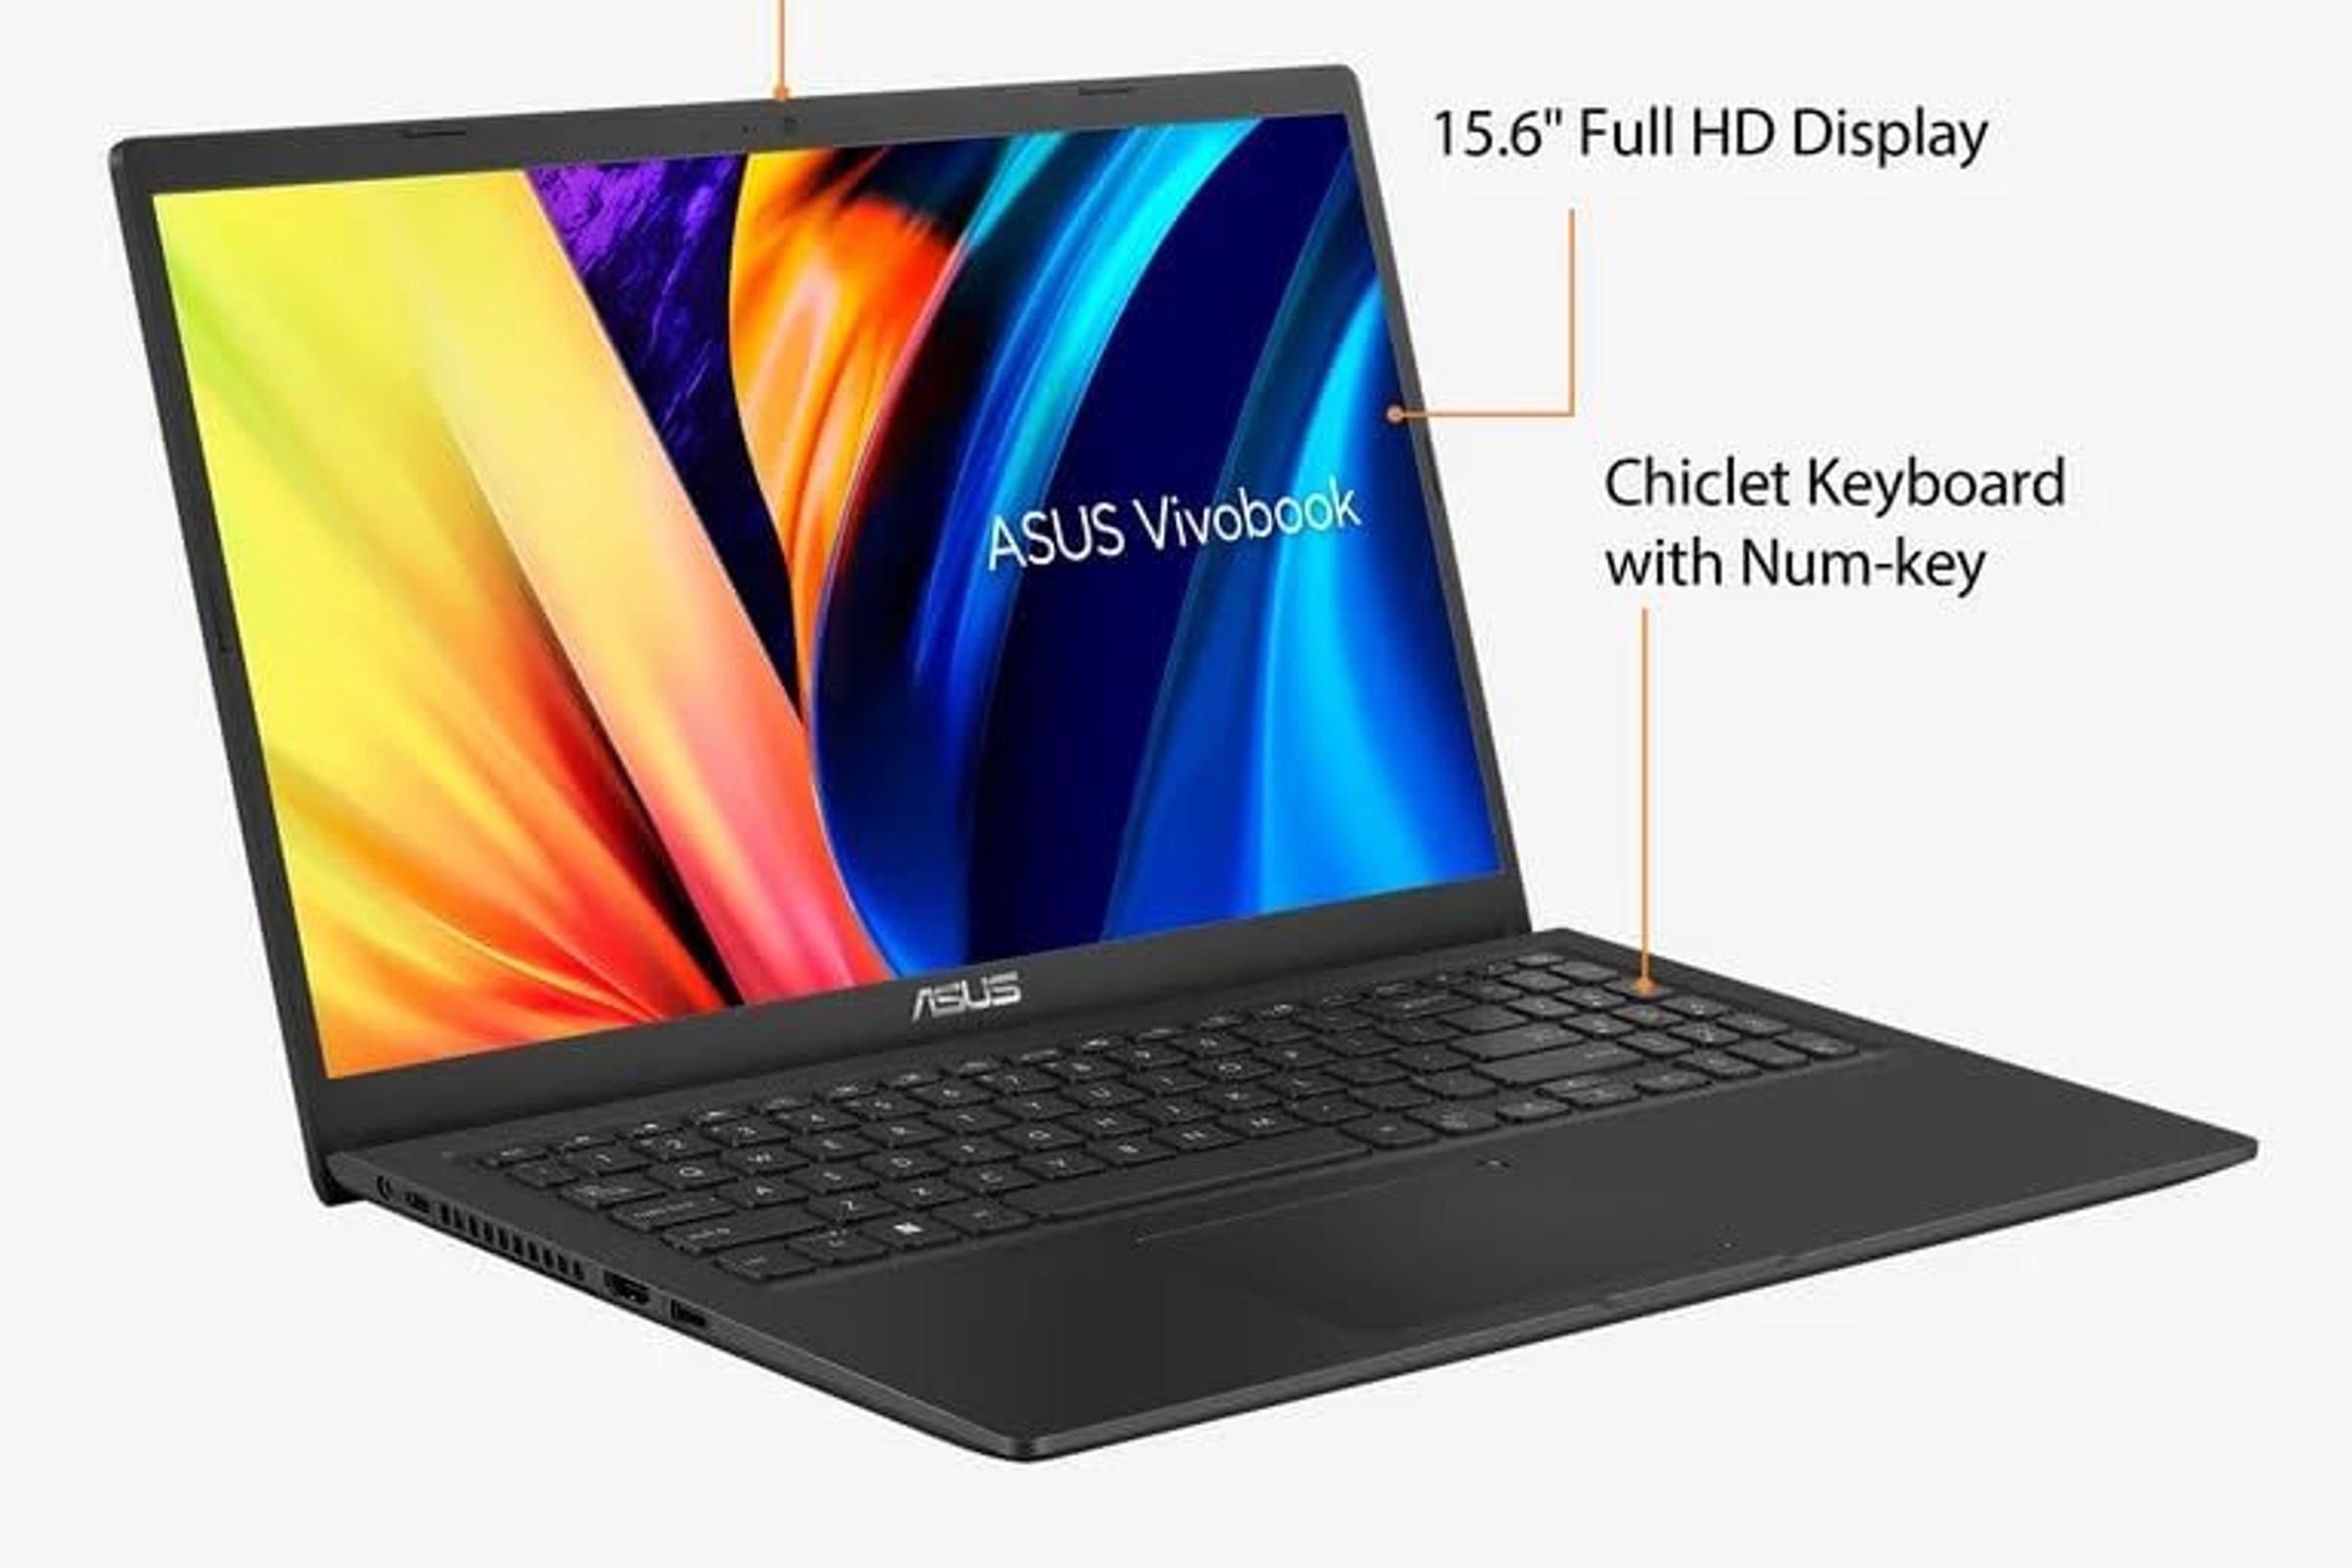 15.6" Full HD Display
Chiclet Keyboard
with Num-key
ASUS Vivobook
ASUS